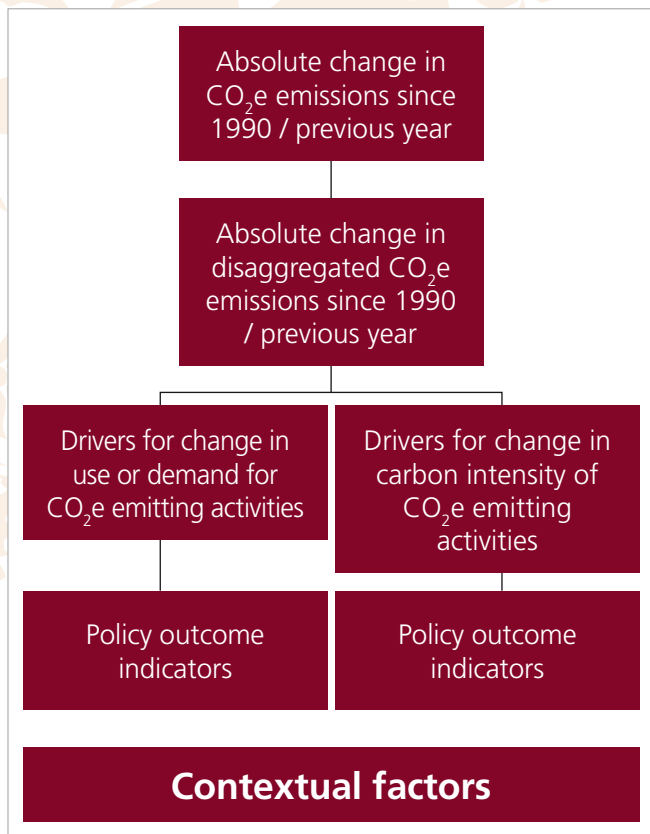 Absolute change in
CO₂e emissions since
1990 / previous year
Absolute change in
disaggregated CO₂e
emissions since 1990
/ previous year
Drivers for change in
use or demand for
CO₂e emitting activities
Drivers for change in
carbon intensity of
CO₂e emitting
activities
Policy outcome
indicators
Policy outcome
indicators
Contextual factors